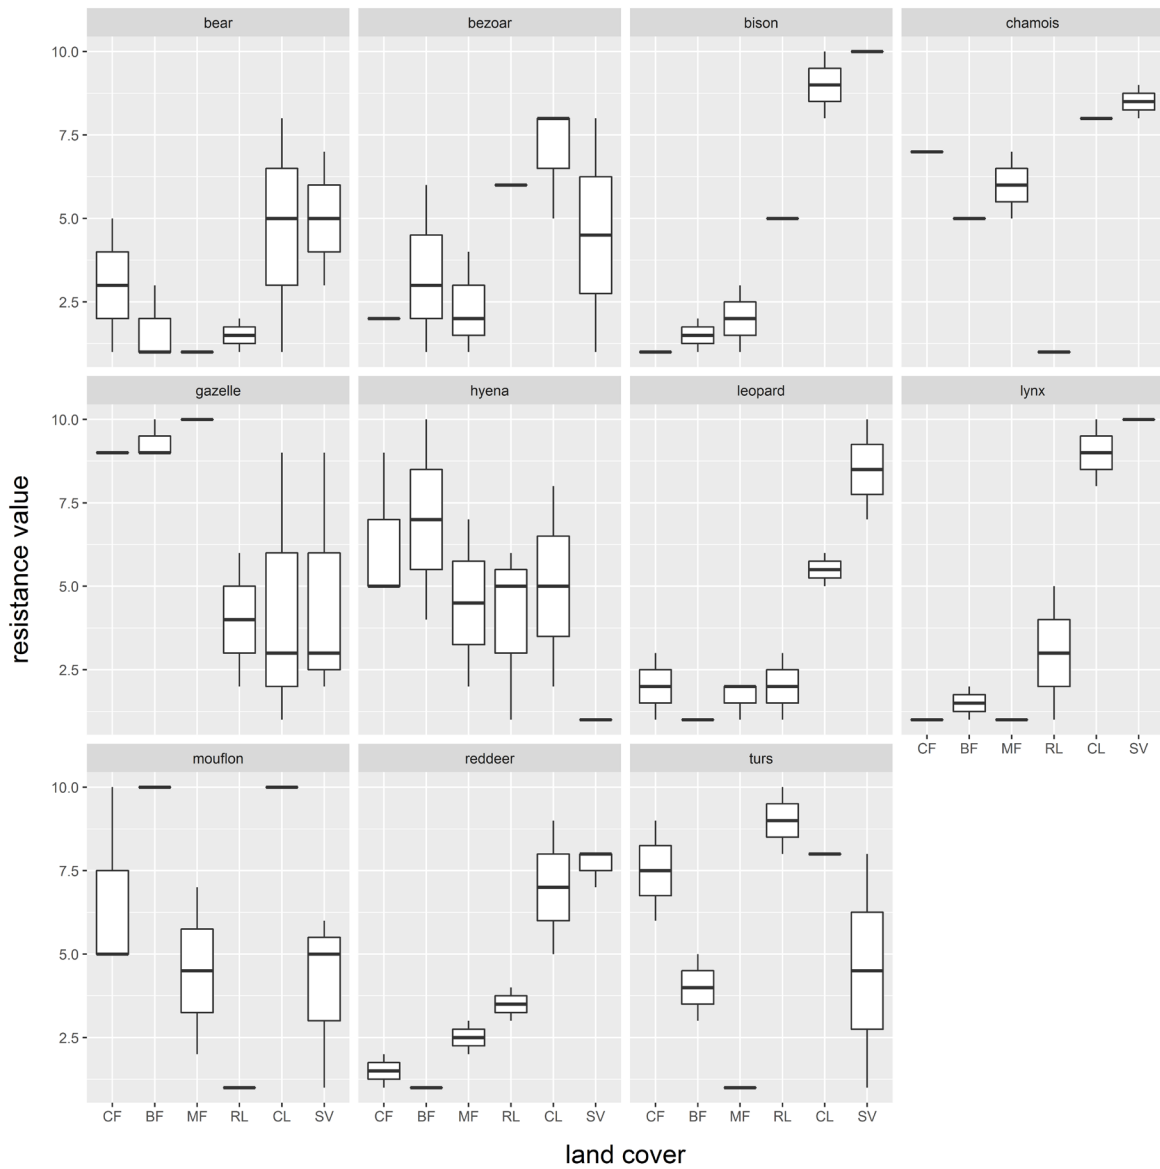 bear bezoar bison chamois
10.0
7.5
5.0
2.5
gazelle hyena leopard lynx
10.0
7.5
5.0
2.5
CF BF MF RL CL SV
mouflon reddeer turs
10.0
7.5
5.0
2.5
CF BF MF RL CL SV CF BF MF RL CL SV CF BF MF RL CL SV
resistance value
land cover